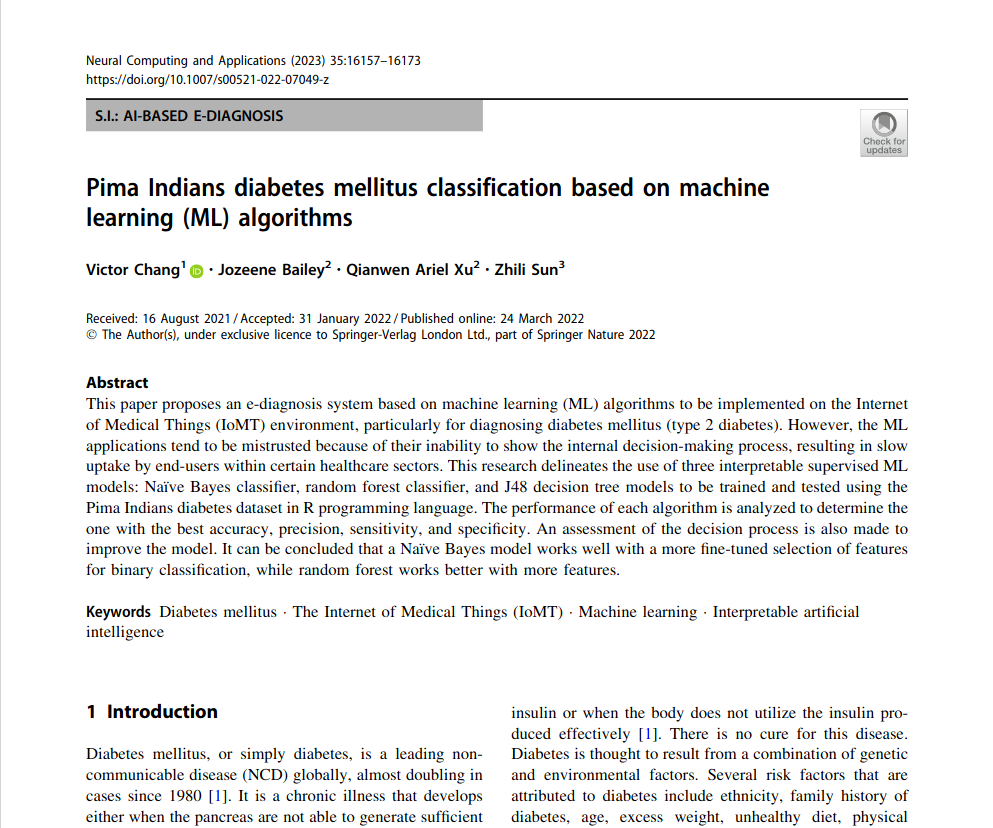 Neural Computing and Applications (2023) 35:16157–16173
https://doi.org/10.1007/s00521-022-07049-z
S.I.: AI-BASED E-DIAGNOSIS
Check for
updates
Pima Indians diabetes mellitus classification based on machine
learning (ML) algorithms
Victor Chang1 iD · Jozeene Bailey2 · Qianwen Ariel Xu2 · Zhili Sun3
Received: 16 August 2021 / Accepted: 31 January 2022 / Published online: 24 March 2022
© The Author(s), under exclusive licence to Springer-Verlag London Ltd., part of Springer Nature 2022
Abstract
This paper proposes an e-diagnosis system based on machine learning (ML) algorithms to be implemented on the Internet
of Medical Things (IoMT) environment, particularly for diagnosing diabetes mellitus (type 2 diabetes). However, the ML
applications tend to be mistrusted because of their inability to show the internal decision-making process, resulting in slow
uptake by end-users within certain healthcare sectors. This research delineates the use of three interpretable supervised ML
models: Naïve Bayes classifier, random forest classifier, and J48 decision tree models to be trained and tested using the
Pima Indians diabetes dataset in R programming language. The performance of each algorithm is analyzed to determine the
one with the best accuracy, precision, sensitivity, and specificity. An assessment of the decision process is also made to
improve the model. It can be concluded that a Naïve Bayes model works well with a more fine-tuned selection of features
for binary classification, while random forest works better with more features.
Keywords Diabetes mellitus · The Internet of Medical Things (IoMT) · Machine learning · Interpretable artificial
intelligence
1 Introduction
Diabetes mellitus, or simply diabetes, is a leading non-
communicable disease (NCD) globally, almost doubling in
cases since 1980 [1]. It is a chronic illness that develops
either when the pancreas are not able to generate sufficient
insulin or when the body does not utilize the insulin pro-
duced effectively [1]. There is no cure for this disease.
Diabetes is thought to result from a combination of genetic
and environmental factors. Several risk factors that are
attributed to diabetes include ethnicity, family history of
diabetes, age, excess weight, unhealthy diet, physical